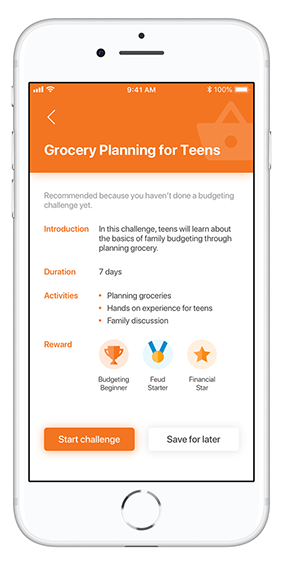 9:41 AM 100%
Grocery Planning for Teens
Recommended because you haven't done a budgeting
challenge yet.
Introduction In this challenge, teens will learn about
the basics of family budgeting through
planning grocery.
Duration 7 days
Activities • Planning groceries
• Hands on experience for teens
• Family discussion
Reward
Budgeting Feud Financial
Beginner Starter Star
Start challenge Save for later